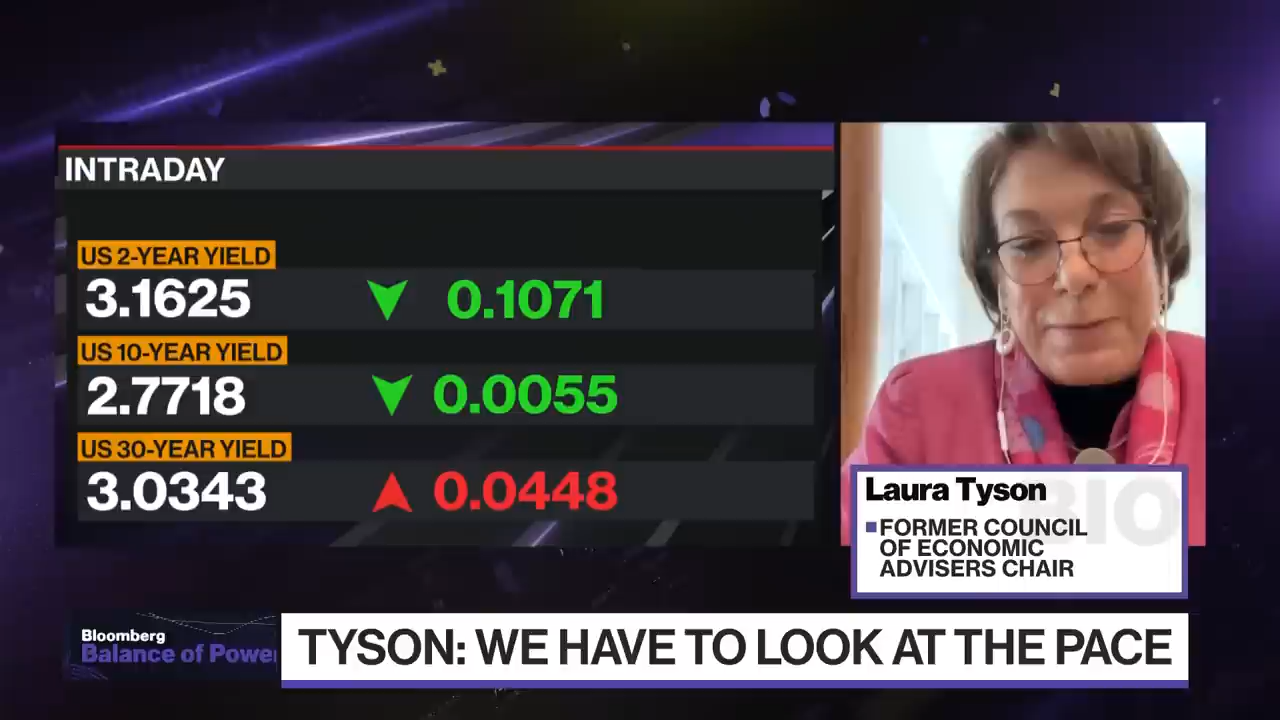 INTRADAY
US 2-YEAR YIELD
3.1625 ▼ 0.1071
US 10-YEAR YIELD
2.7718 ▼ 0.0055
US 30-YEAR YIELD
3.0343 ▲ 0.0448
Laura Tyson
BIO
FORMER COUNCIL
OF ECONOMIC
ADVISERS CHAIR
Bloomberg
Balance of Power
TYSON: WE HAVE TO LOOK AT THE PACE